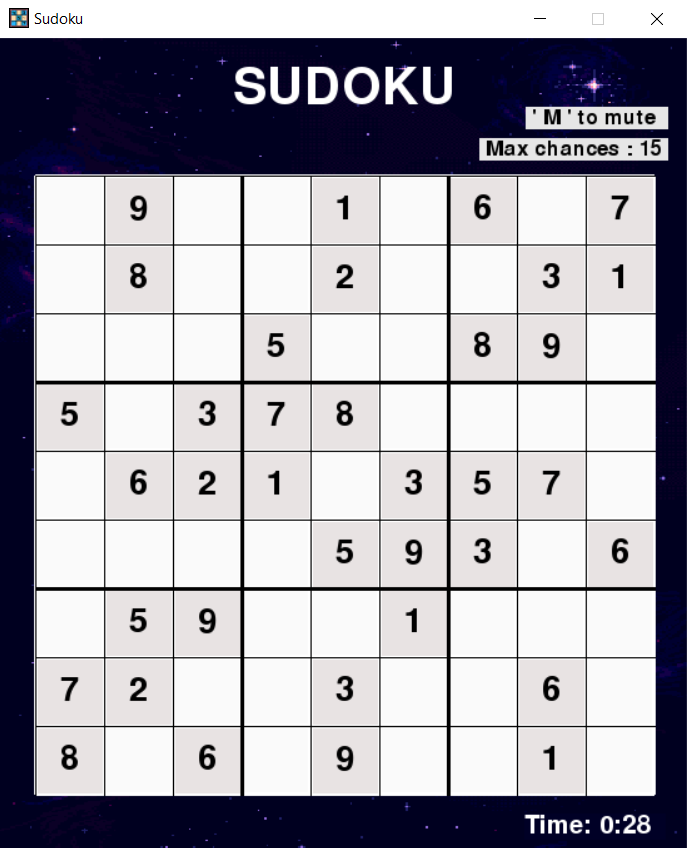 Sudoku
SUDOKU
' M ' to mute
Max chances : 15
9 1 6 7
8 2 3 1
5 8 9
5 3 7 8
6 2 1 3 5 7
5 9 3 6
5 9 1
7 2 3 6
8 6 9 1
Time: 0:28